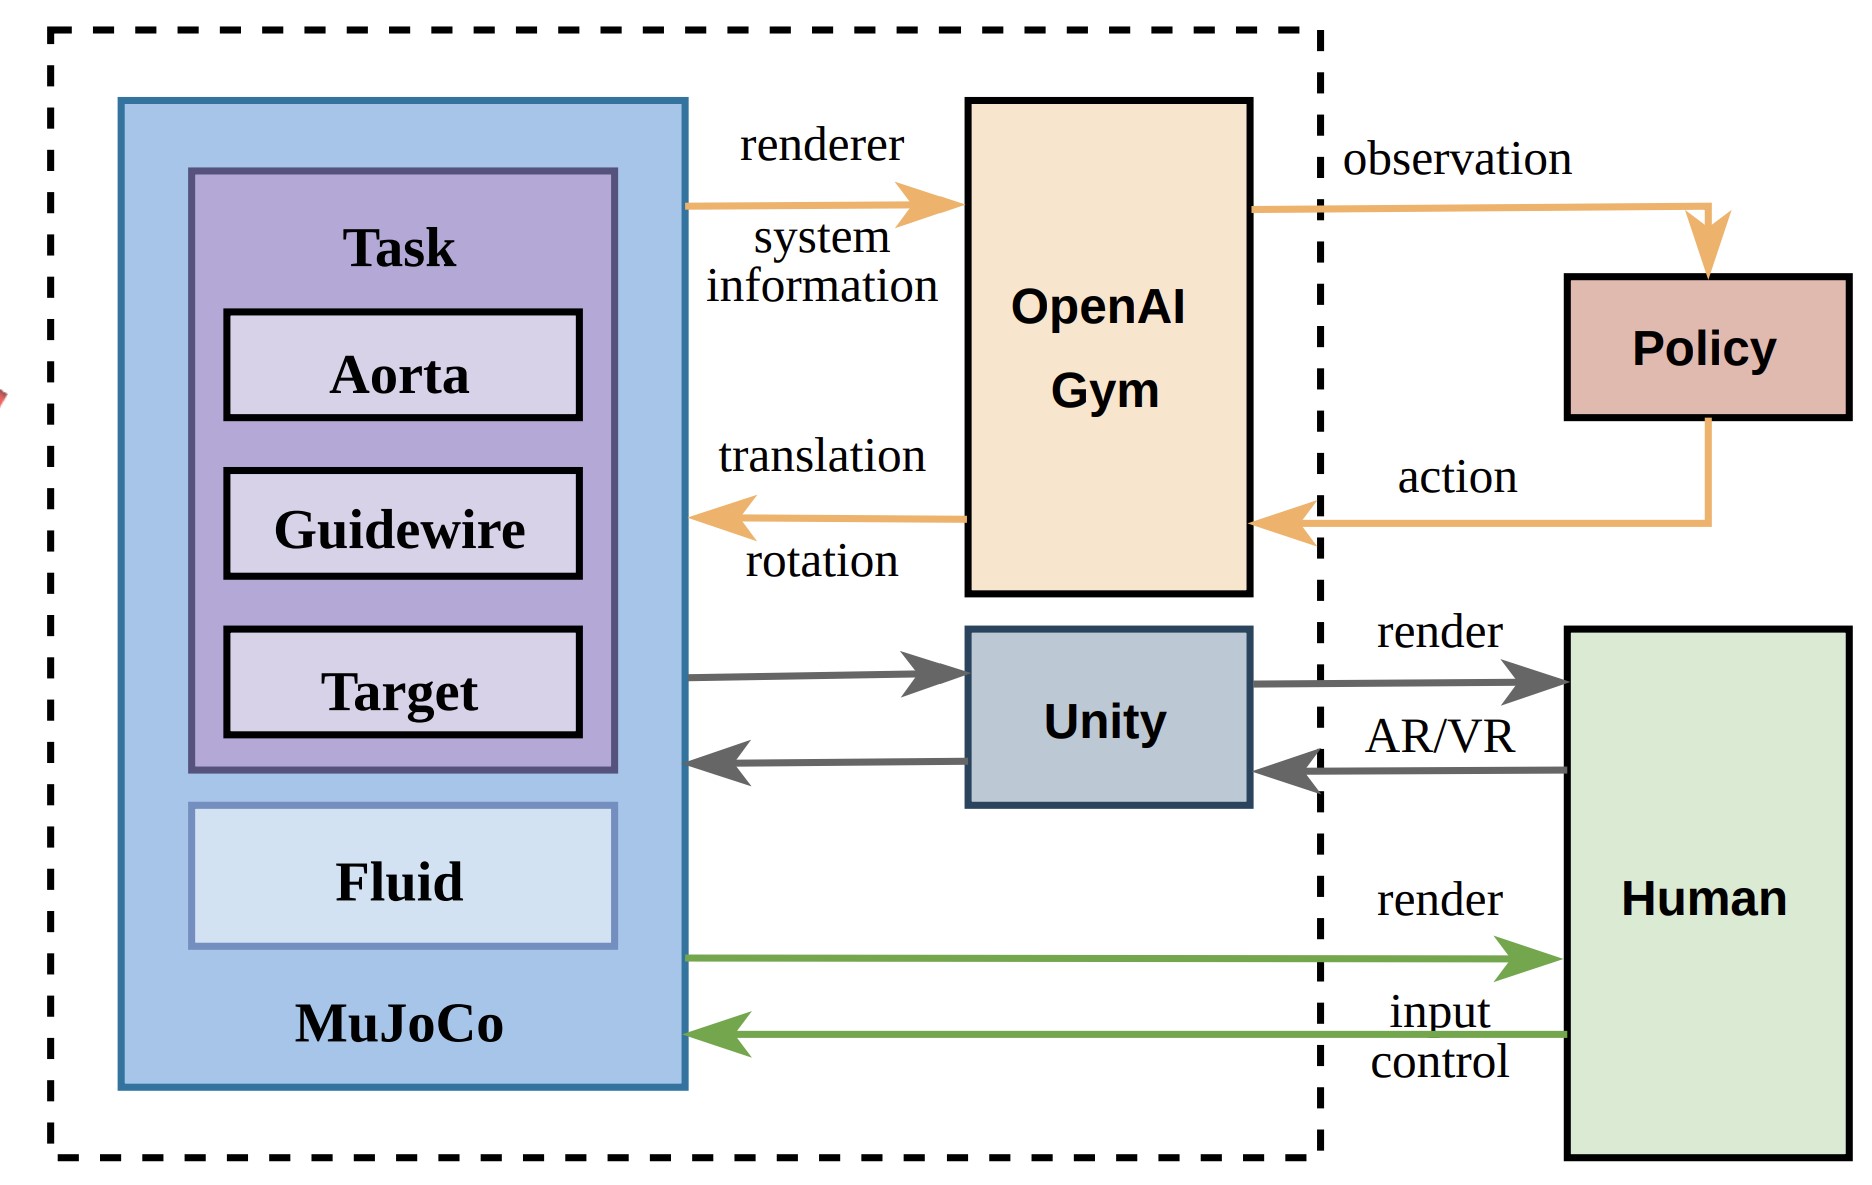 Task
Aorta
Guidewire
Target
Fluid
MuJoCo
renderer
system
information
translation
rotation
OpenAI
Gym
Unity
observation
Policy
action
render
AR/VR
render
input
control
Human